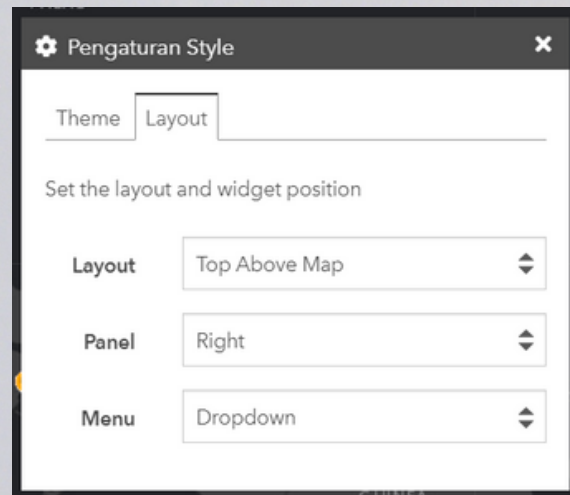 Pengaturan Style
Theme Layout
Set the layout and widget position
Layout Top Above Map
Panel Right
Menu Dropdown